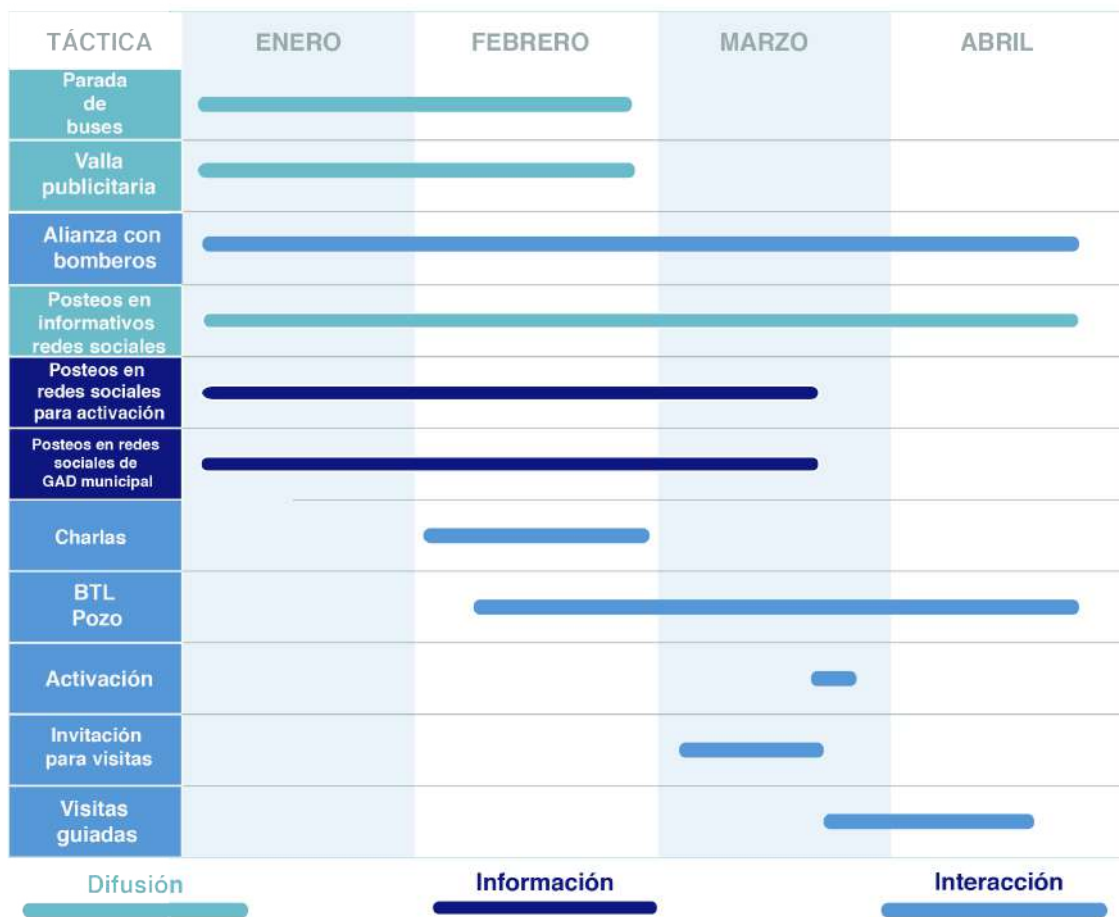 TÁCTICA ENERO FEBRERO MARZO ABRIL
Parada
de
buses
Valla
publicitaria
Alianza con
bomberos
Posteos en
informativos
redes sociales
Posteos en
redes sociales
para activación
Posteos en redes
sociales de
GAD municipal
Charlas
BTL
Pozo
Activación
Invitación
para visitas
Visitas
guiadas
Difusión Información Interacción